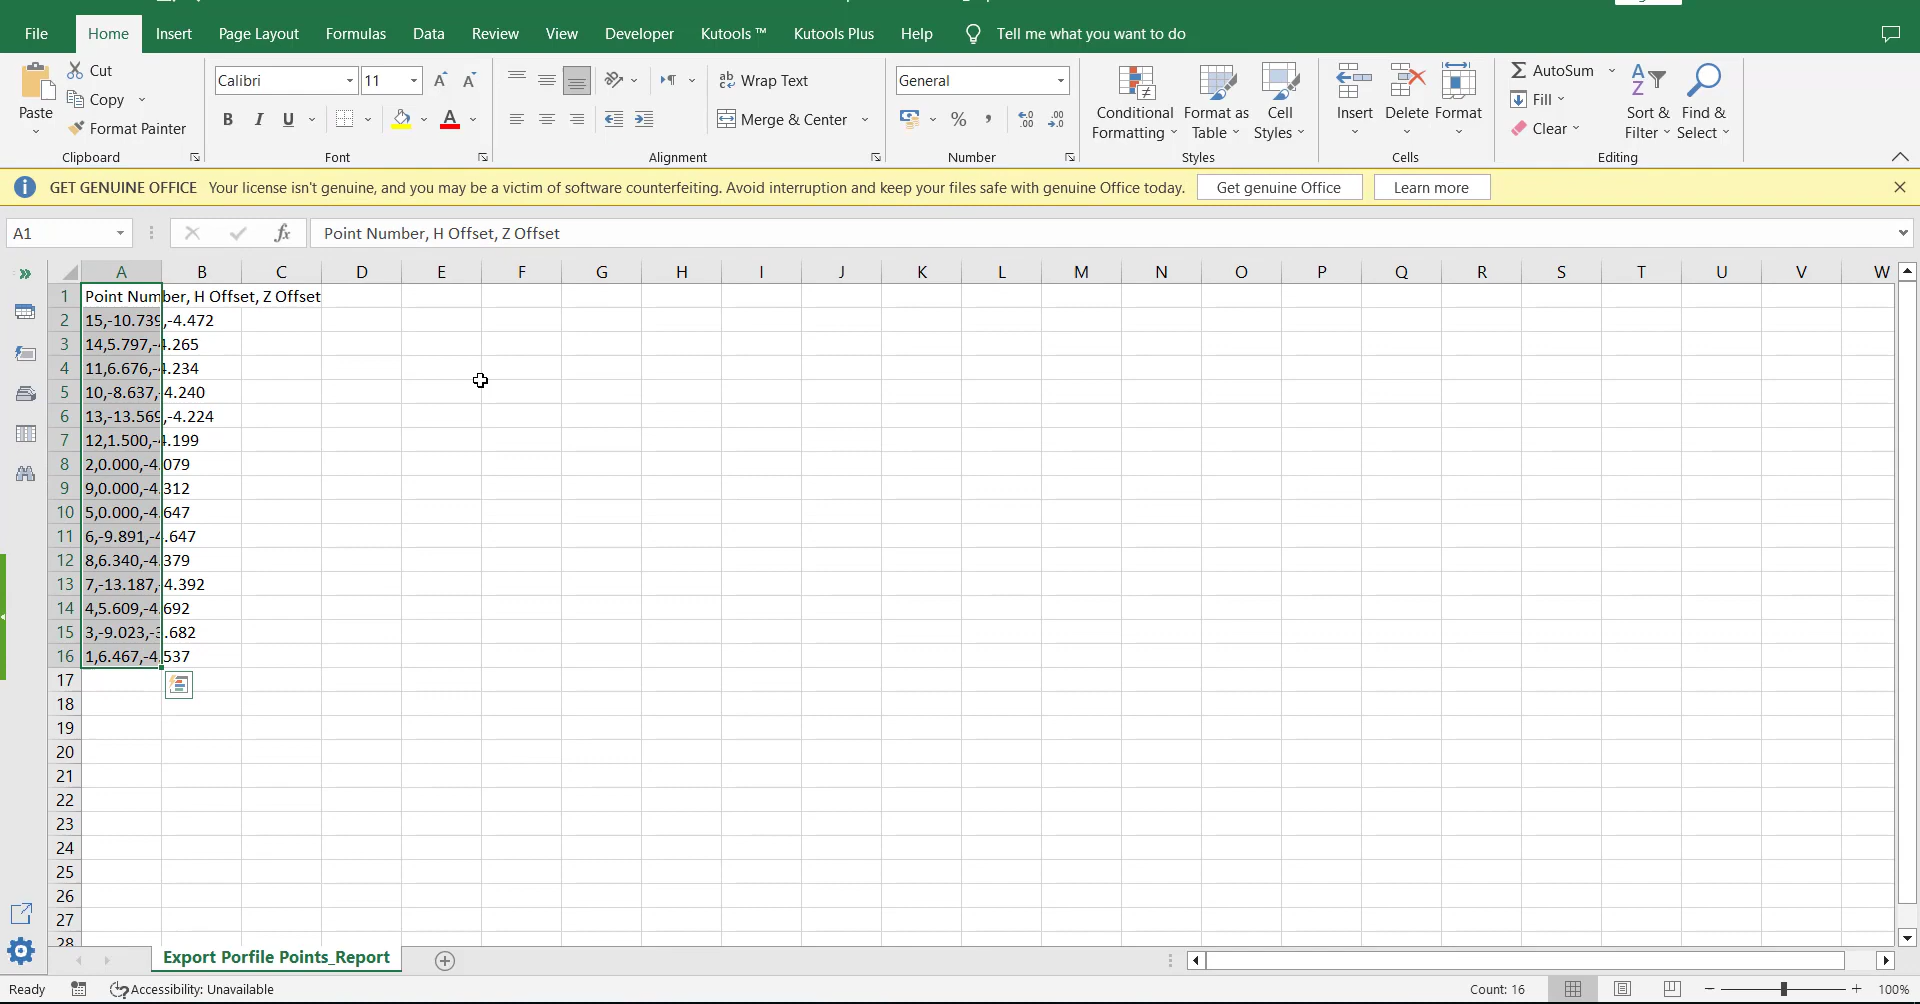 File Home Insert Page Layout Formulas Data Review View Developer Kutools ™ Kutools Plus Help Tell me what you want to do
Paste
Cut
Copy
Format Painter
Clipboard
Calibri 11
B I U A
Font
ab Wrap Text
Merge & Center
Alignment
General
Number
Conditional Formatting
Format as Table
Cell Styles
Styles
Insert Delete Format
Cells
AutoSum
Fill
Clear
Sort & Filter
Find & Select
Editing
GET GENUINE OFFICE Your license isn't genuine, and you may be a victim of software counterfeiting. Avoid interruption and keep your files safe with genuine Office today. Get genuine Office Learn more
A1 fx Point Number, H Offset, Z Offset
A B C D E F G H I J K L M N O P Q R S T U V W
1 Point Number, H Offset, Z Offset
2 15,-10.739,-4.472
3 14,5.797,-4.265
4 11,6.676,-4.234
5 10,-8.637,-4.240
6 13,-13.569,-4.224
7 12,1.500,-4.199
8 2,0.000,-4.079
9 9,0.000,-4.312
10 5,0.000,-4.647
11 6,-9.891,-4.647
12 8,6.340,-4.379
13 7,-13.187,-4.392
14 4,5.609,-4.692
15 3,-9.023,-3.682
16 1,6.467,-4.537
17
18
19
20
21
22
23
24
25
26
27
28
Export Porfile Points_Report
Ready Accessibility: Unavailable Count: 16 100%